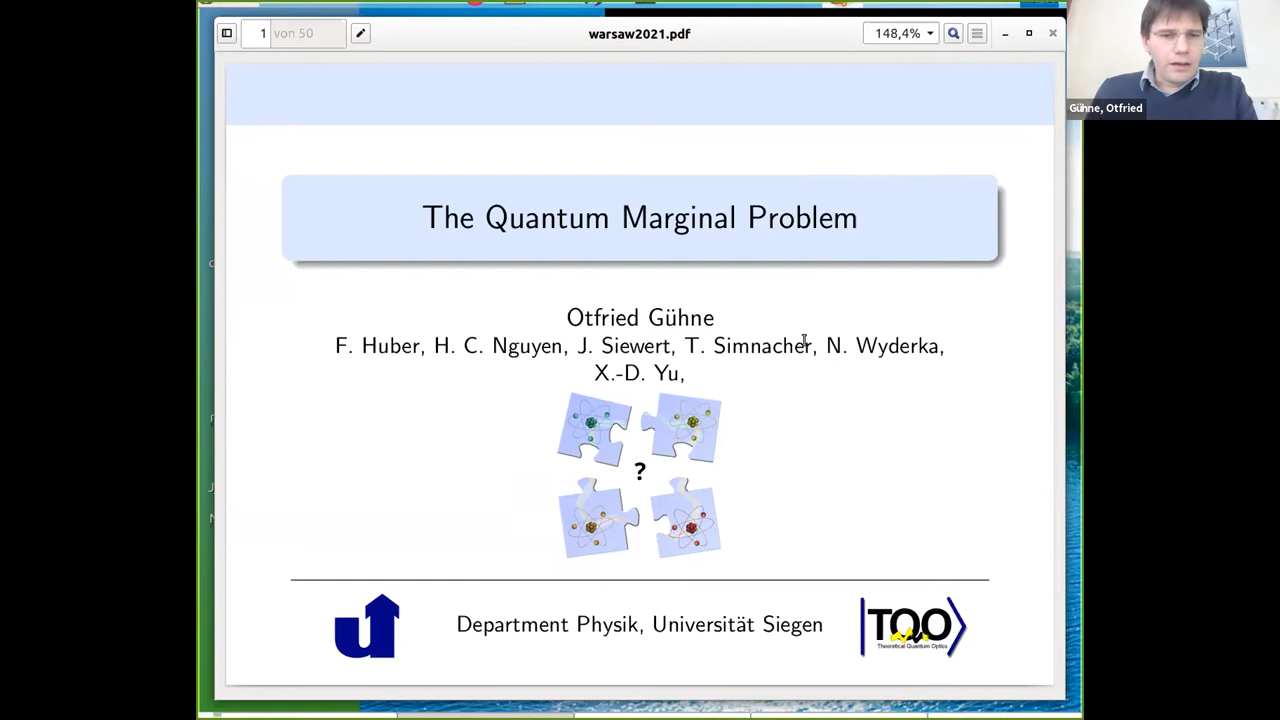 1 von 50
warsaw2021.pdf
148,4%
Gühne, Otfried
The Quantum Marginal Problem
Otfried Gühne
F. Huber, H. C. Nguyen, J. Siewert, T. Simnacher, N. Wyderka,
X.-D. Yu,
?
Department Physik, Universität Siegen
TQO
Theoretical Quantum Optics